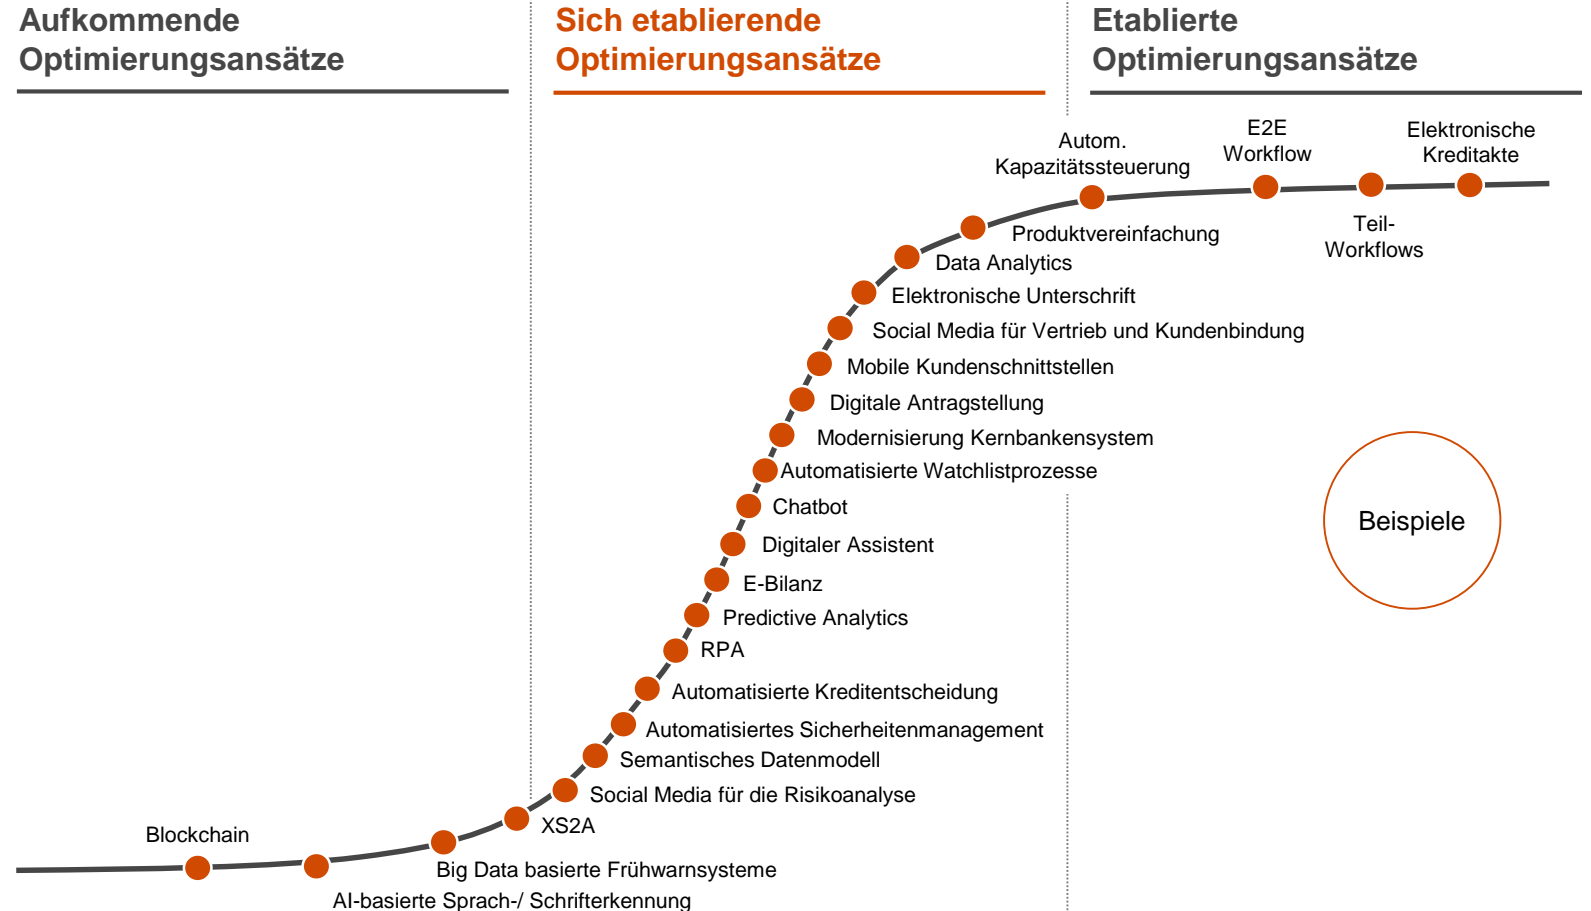 Aufkommende
Optimierungsansätze
Sich etablierende
Optimierungsansätze
Etablierte
Optimierungsansätze
Autom.
Kapazitätssteuerung
E2E
Workflow
Elektronische
Kreditakte
Teil-
Workflows
Produktvereinfachung
Data Analytics
Elektronische Unterschrift
Social Media für Vertrieb und Kundenbindung
Mobile Kundenschnittstellen
Digitale Antragstellung
Modernisierung Kernbankensystem
Automatisierte Watchlistprozesse
Chatbot
Beispiele
Digitaler Assistent
E-Bilanz
Predictive Analytics
RPA
Automatisierte Kreditentscheidung
Automatisiertes Sicherheitenmanagement
Semantisches Datenmodell
Social Media für die Risikoanalyse
XS2A
Blockchain
Big Data basierte Frühwarnsysteme
AI-basierte Sprach-/ Schrifterkennung